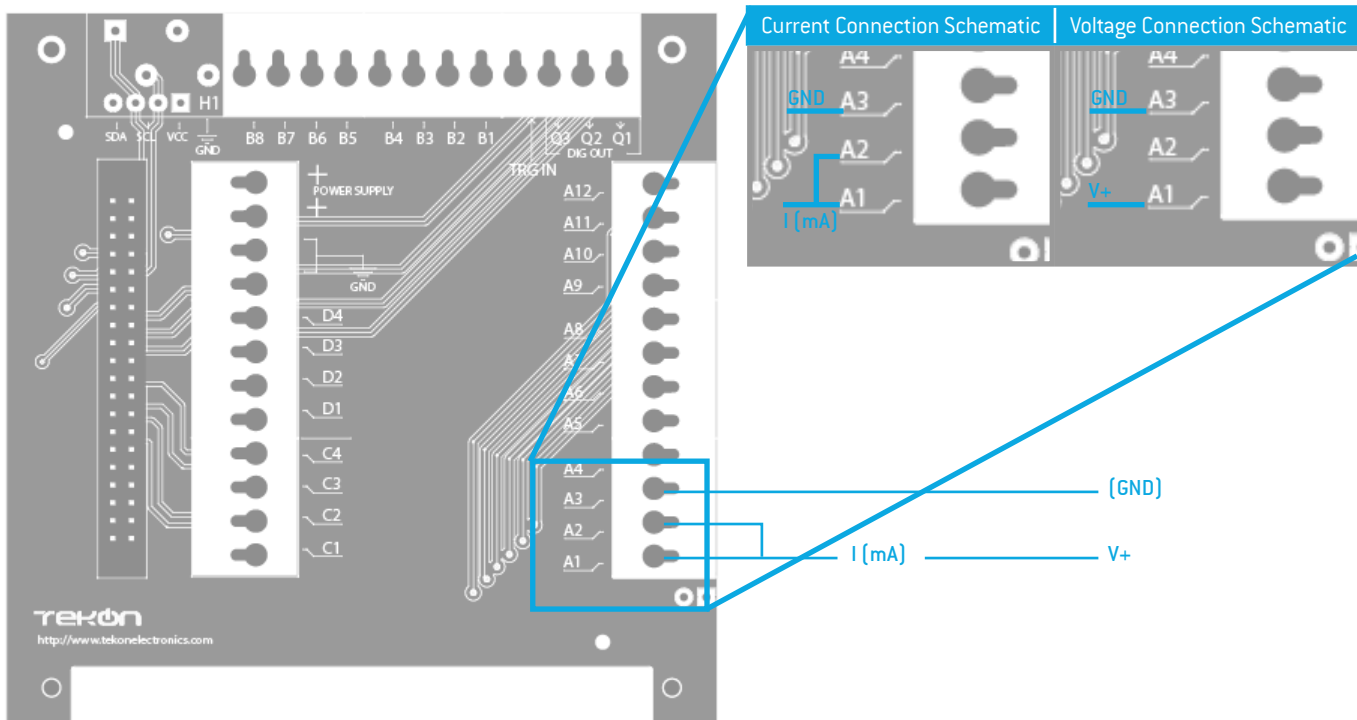 Current Connection Schematic
Voltage Connection Schematic
A4
GND A3
A2
A1
I (mA)
A4
GND A3
A2
V+ A1
H1
SDA SCL VCC GND B8 B7 B6 B5 B4 B3 B2 B1 Q3 Q2 Q1
DIG OUT
TRG IN
+
POWER SUPPLY
+
GND
D4
D3
D2
D1
C4
C3
C2
C1
A12
A11
A10
A9
A8
A7
A6
A5
A4
A3
A2
A1
(GND)
I (mA)
V+
TEKON
http://www.tekonelectronics.com